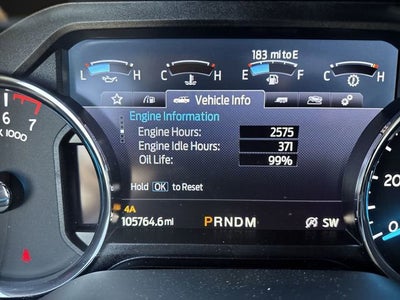 183 mi to E
L H C H E F C H
Vehicle Info
Engine Information
Engine Hours: 2575
Engine Idle Hours: 371
Oil Life: 99%
Hold OK to Reset
4A
105764.6 mi PRNDM SW
6
7
X 1000
20
0